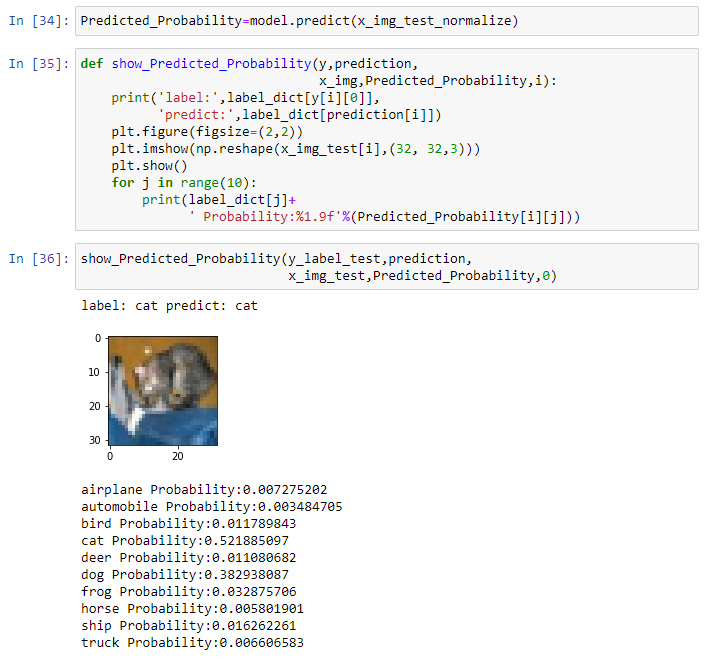 In [34]: Predicted_Probability=model.predict(x_img_test_normalize)
In [35]: def show_Predicted_Probability(y,prediction,
                               x_img,Predicted_Probability,i):
    print('label:',label_dict[y[i][0]],
          'predict:',label_dict[prediction[i]])
    plt.figure(figsize=(2,2))
    plt.imshow(np.reshape(x_img_test[i],(32, 32,3)))
    plt.show()
    for j in range(10):
        print(label_dict[j]+
              ' Probability:%1.9f'%(Predicted_Probability[i][j]))
In [36]: show_Predicted_Probability(y_label_test,prediction,
                           x_img_test,Predicted_Probability,0)
label: cat predict: cat
0
10
20
30
0 20
airplane Probability:0.007275202
automobile Probability:0.003484705
bird Probability:0.011789843
cat Probability:0.521885097
deer Probability:0.011080682
dog Probability:0.382938087
frog Probability:0.032875706
horse Probability:0.005801901
ship Probability:0.016262261
truck Probability:0.006606583